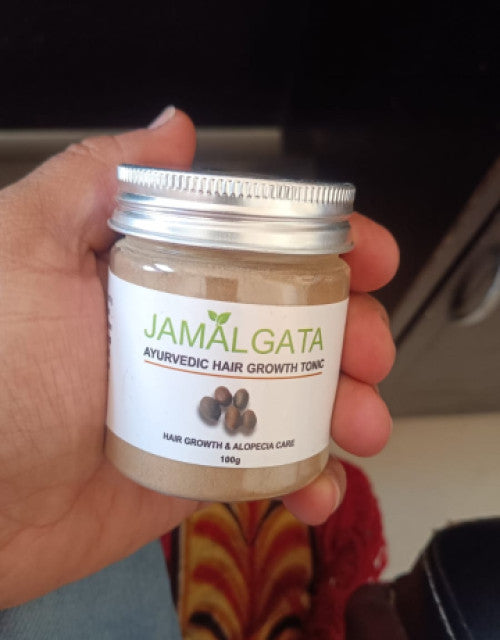 JAMALGATA
AYURVEDIC HAIR GROWTH TONIC
HAIR GROWTH & ALOPECIA CARE
100g